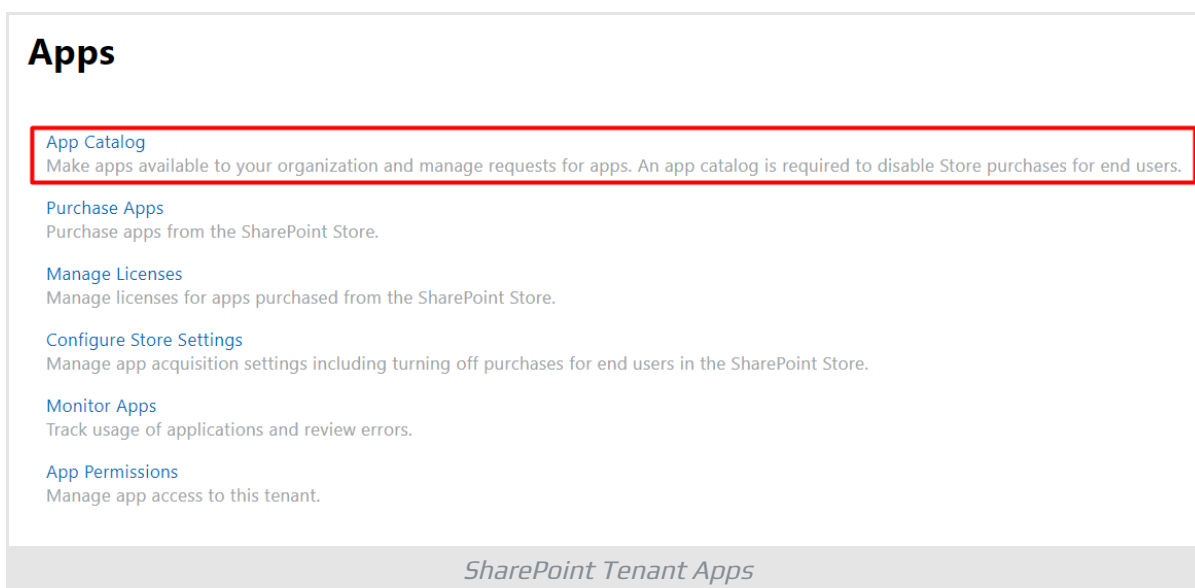 Apps
App Catalog
Make apps available to your organization and manage requests for apps. An app catalog is required to disable Store purchases for end users.
Purchase Apps
Purchase apps from the SharePoint Store.
Manage Licenses
Manage licenses for apps purchased from the SharePoint Store.
Configure Store Settings
Manage app acquisition settings including turning off purchases for end users in the SharePoint Store.
Monitor Apps
Track usage of applications and review errors.
App Permissions
Manage app access to this tenant.
SharePoint Tenant Apps